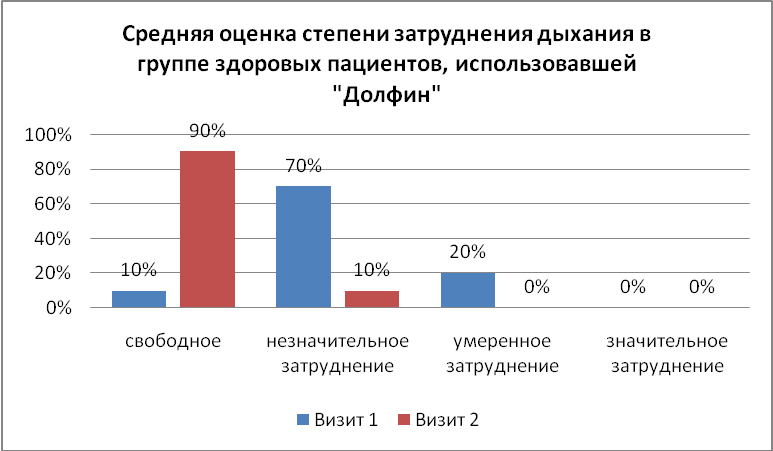 Средняя оценка степени затруднения дыхания в
группе здоровых пациентов, использовавшей
"Долфин"
100%
80%
60%
40%
20%
0%
10%
90%
70%
10%
20%
0%
0%
0%
свободное
незначительное
затруднение
умеренное
затруднение
значительное
затруднение
Визит 1
Визит 2